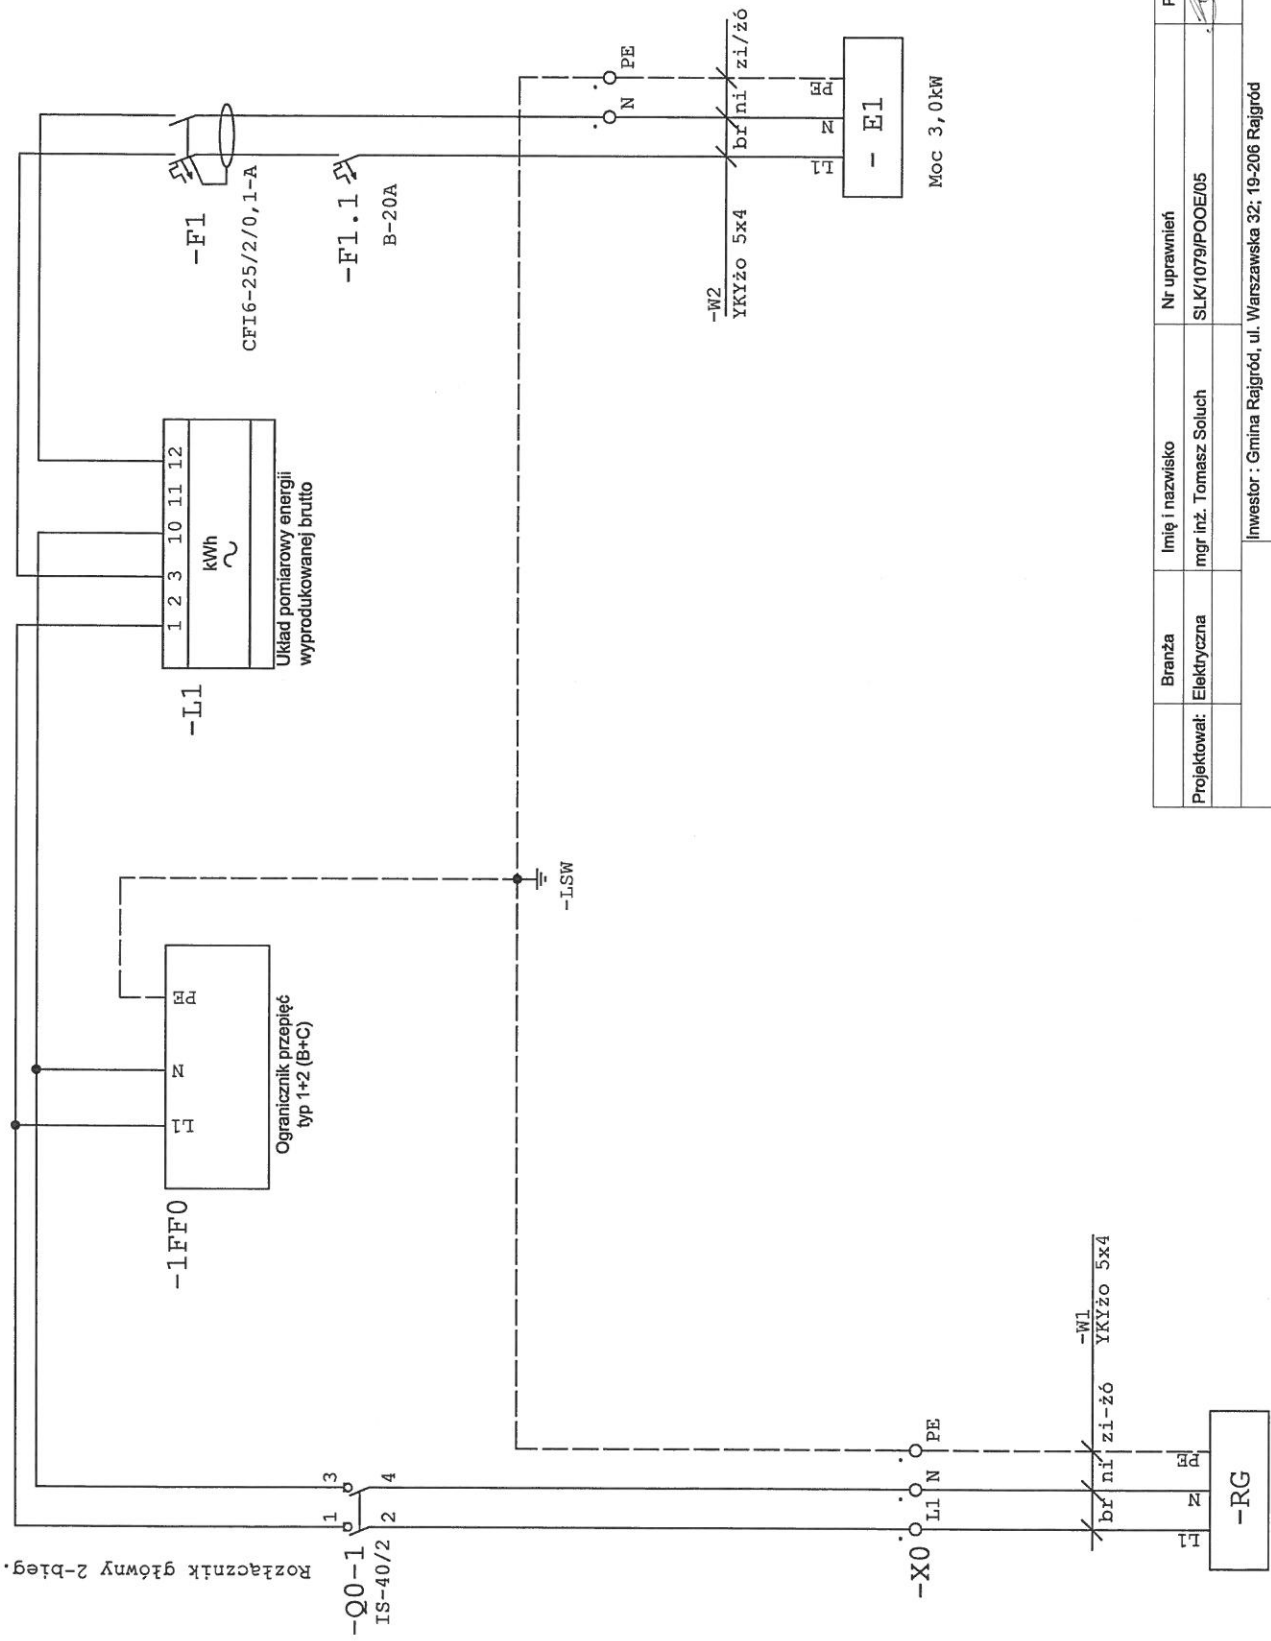 Rozłącznik główny 2-bieg.
-Q0-1
IS-40/2
1 3
2 4
-X0
L1 N PE
br ni zi-żó
-W1
YKYżo 5x4
L1 N PE
-RG
-1FF0
L1 N PE
Ogranicznik przepięć
typ 1+2 (B+C)
-LSW
-L1
1 2 3 10 11 12
kWh
Układ pomiarowy energii
wyprodukowanej brutto
-F1
CFI6-25/2/0,1-A
-F1.1
B-20A
N PE
-W2
YKYżo 5x4
br ni zi/żó
L1 N PE
- E1
Moc 3,0kW
Branża Imię i nazwisko Nr uprawnień
Projektował: Elektryczna mgr inż. Tomasz Soluch SLK/1079/POOE/05
Inwestor : Gmina Rajgród, ul. Warszawska 32; 19-206 Rajgród